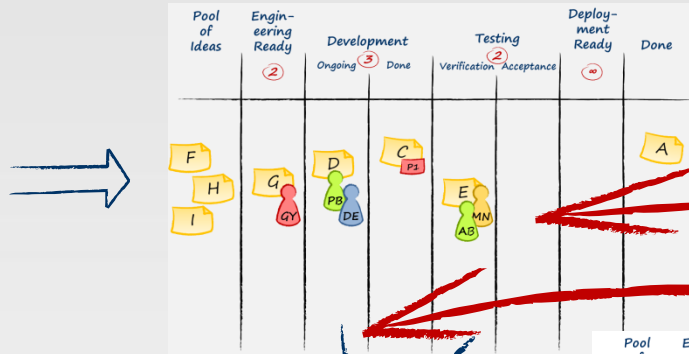 Pool
of
Ideas
Engin-
eering
Ready
2
Development
3
Ongoing Done
Testing
2
Verification Acceptance
Deploy-
ment
Ready
∞
Done
F
H
I
G
GY
D
PB
DE
C
P1
E
MN
AB
A
Pool E